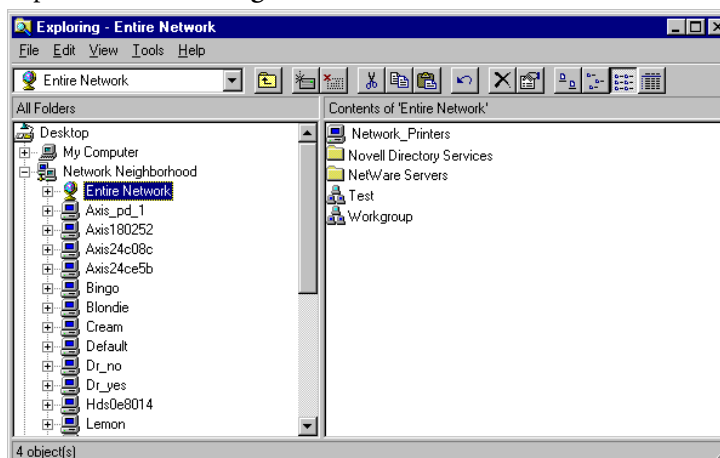 Exploring - Entire Network
File Edit View Tools Help
Entire Network
All Folders
Contents of 'Entire Network'
Desktop
My Computer
Network Neighborhood
Entire Network
Axis_pd_1
Axis180252
Axis24c08c
Axis24ce5b
Bingo
Blondie
Cream
Default
Dr_no
Dr_yes
Hds0e8014
Lemon
Network_Printers
Novell Directory Services
NetWare Servers
Test
Workgroup
4 object(s)